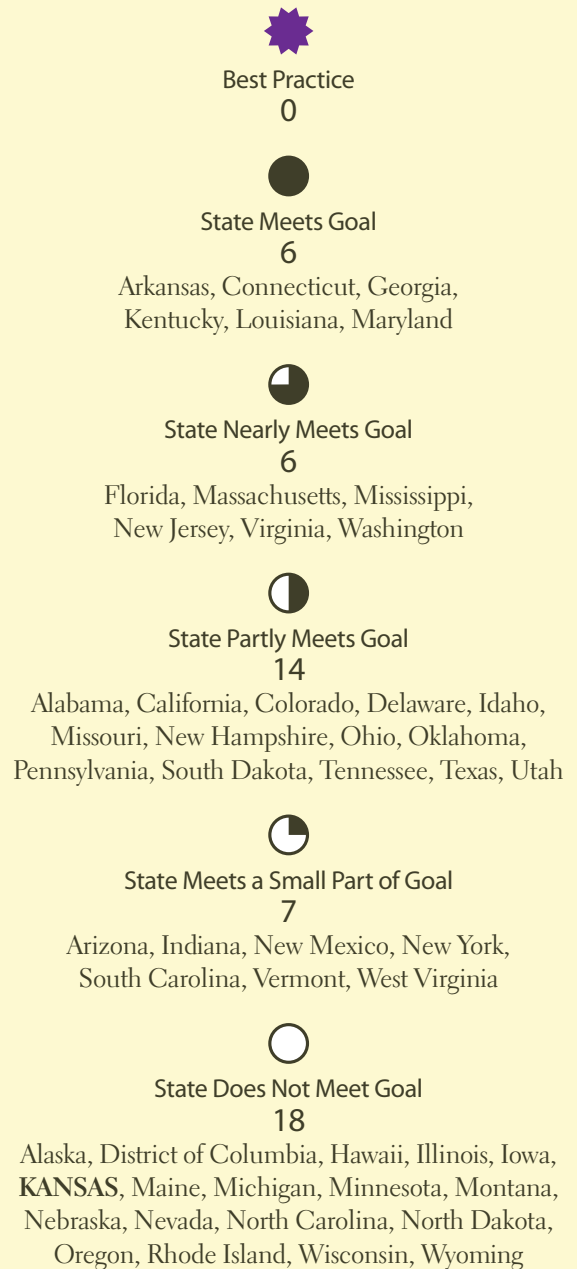 Best Practice
0
State Meets Goal
6
Arkansas, Connecticut, Georgia,
Kentucky, Louisiana, Maryland
State Nearly Meets Goal
6
Florida, Massachusetts, Mississippi,
New Jersey, Virginia, Washington
State Partly Meets Goal
14
Alabama, California, Colorado, Delaware, Idaho,
Missouri, New Hampshire, Ohio, Oklahoma,
Pennsylvania, South Dakota, Tennessee, Texas, Utah
State Meets a Small Part of Goal
7
Arizona, Indiana, New Mexico, New York,
South Carolina, Vermont, West Virginia
State Does Not Meet Goal
18
Alaska, District of Columbia, Hawaii, Illinois, Iowa,
KANSAS, Maine, Michigan, Minnesota, Montana,
Nebraska, Nevada, North Carolina, North Dakota,
Oregon, Rhode Island, Wisconsin, Wyoming